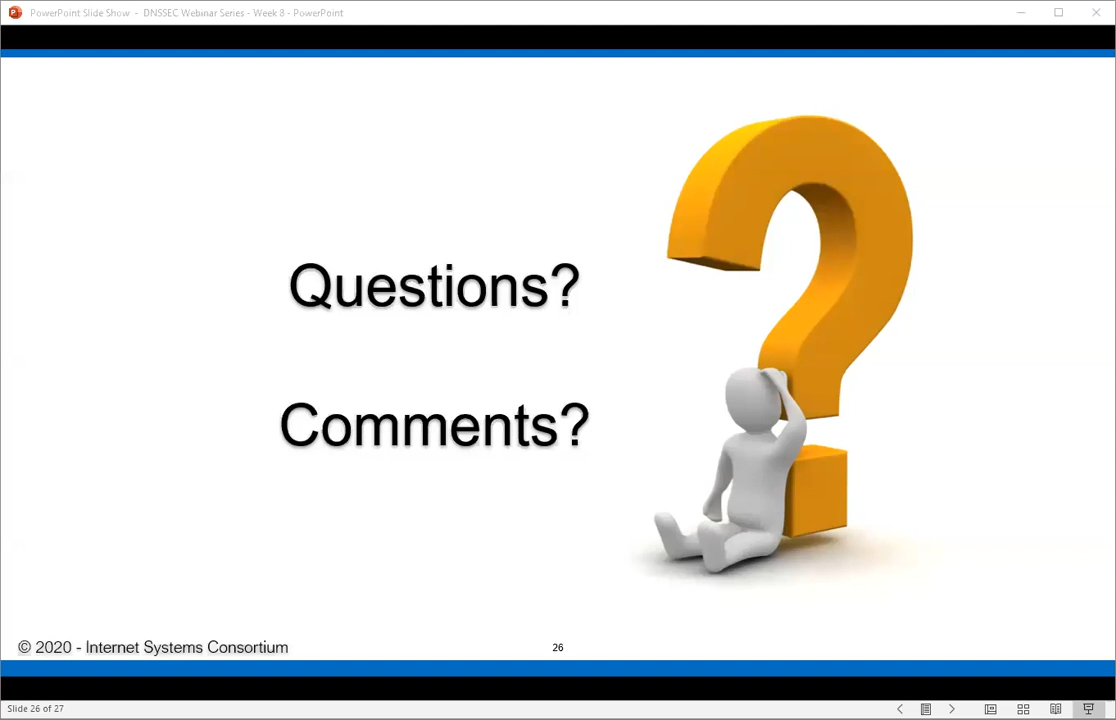 PowerPoint Slide Show - DNSSEC Webinar Series - Week 8 - PowerPoint
Questions?
Comments?
© 2020 - Internet Systems Consortium
26
Slide 26 of 27